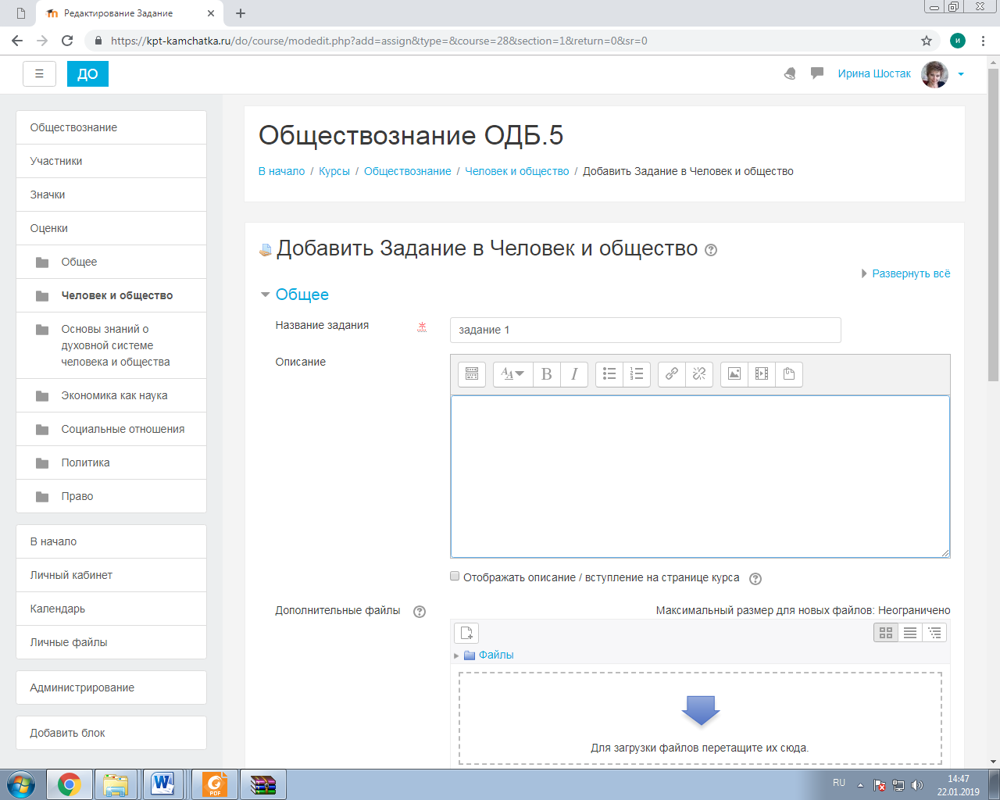 Редактирование Задание
https://kpt-kamchatka.ru/do/course/modedit.php?add=assign&type=&course=28&section=1&return=0&sr=0
и
ДО
Ирина Шостак
Обществознание
Участники
Значки
Оценки
Общее
Человек и общество
Основы знаний о
духовной системе
человека и общества
Экономика как наука
Социальные отношения
Политика
Право
В начало
Личный кабинет
Календарь
Личные файлы
Администрирование
Добавить блок
Обществознание ОДБ.5
В начало / Курсы / Обществознание / Человек и общество / Добавить Задание в Человек и общество
Добавить Задание в Человек и общество
Развернуть всё
Общее
Название задания
задание 1
Описание
B I
Отображать описание / вступление на странице курса
Дополнительные файлы
Максимальный размер для новых файлов: Неограничено
Файлы
Для загрузки файлов перетащите их сюда.
W
PDF
RU
14:47
22.01.2019